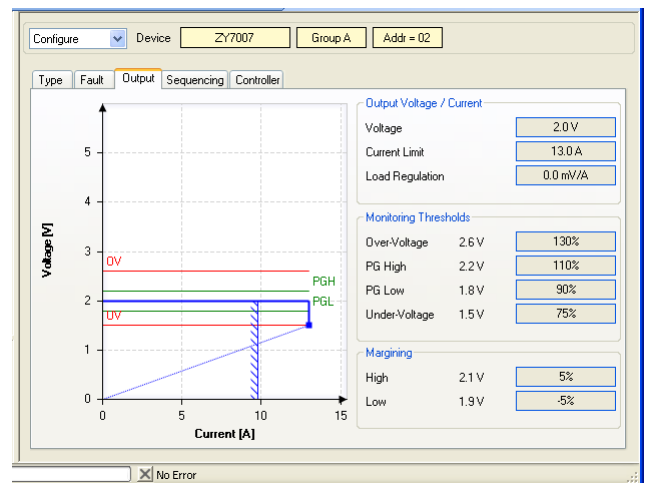 Configure Device ZY7007 Group A Addr = 02
Type Fault Output Sequencing Controller
Voltage [V]
5
4
3
2
1
0
OV
PGH
PGL
UV
0 5 10 15
Current [A]
Output Voltage / Current
Voltage 2.0 V
Current Limit 13.0 A
Load Regulation 0.0 mV/A
Monitoring Thresholds
Over-Voltage 2.6 V 130%
PG High 2.2 V 110%
PG Low 1.8 V 90%
Under-Voltage 1.5 V 75%
Margining
High 2.1 V 5%
Low 1.9 V -5%
No Error